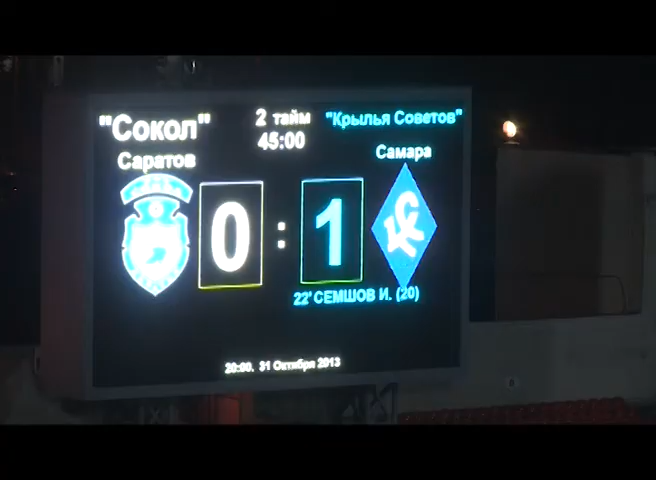 "Сокол" 2 тайм "Крылья Советов"
Саратов 45:00 Самара
0 : 1
22' СЕМШОВ И. (20)
20:00, 31 Октября 2013